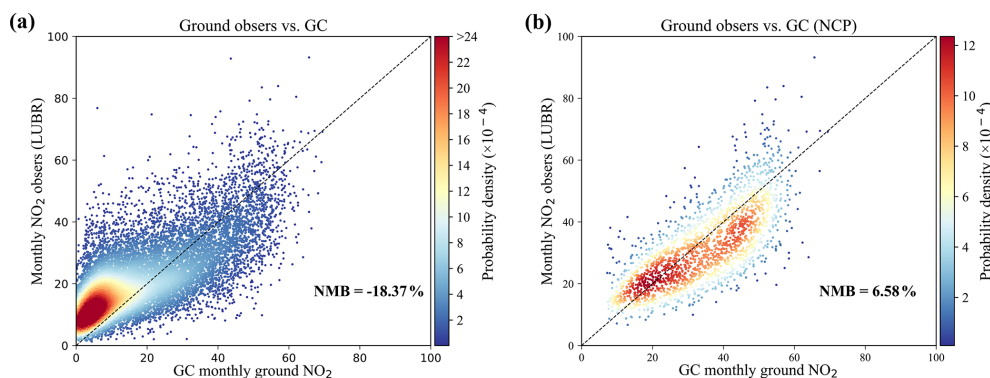 (a)
Ground obsers vs. GC
Monthly NO₂ obsers (LUBR)
100
80
60
40
20
0
0 20 40 60 80 100
GC monthly ground NO₂
NMB = -18.37%
>24
18
16
14
12
10
8
6
4
2
Probability density (×10⁻⁴)
(b)
Ground obsers vs. GC (NCP)
Monthly NO₂ obsers (LUBR)
100
80
60
40
20
0
0 20 40 60 80 100
GC monthly ground NO₂
NMB = 6.58%
12
10
8
6
4
2
Probability density (×10⁻⁴)